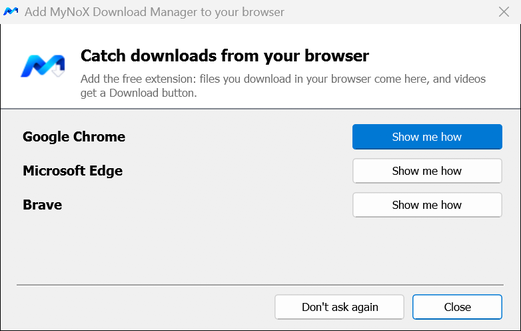 Add MyNoX Download Manager to your browser
Catch downloads from your browser
Add the free extension: files you download in your browser come here, and videos
get a Download button.
Google Chrome
Show me how
Microsoft Edge
Show me how
Brave
Show me how
Don't ask again
Close